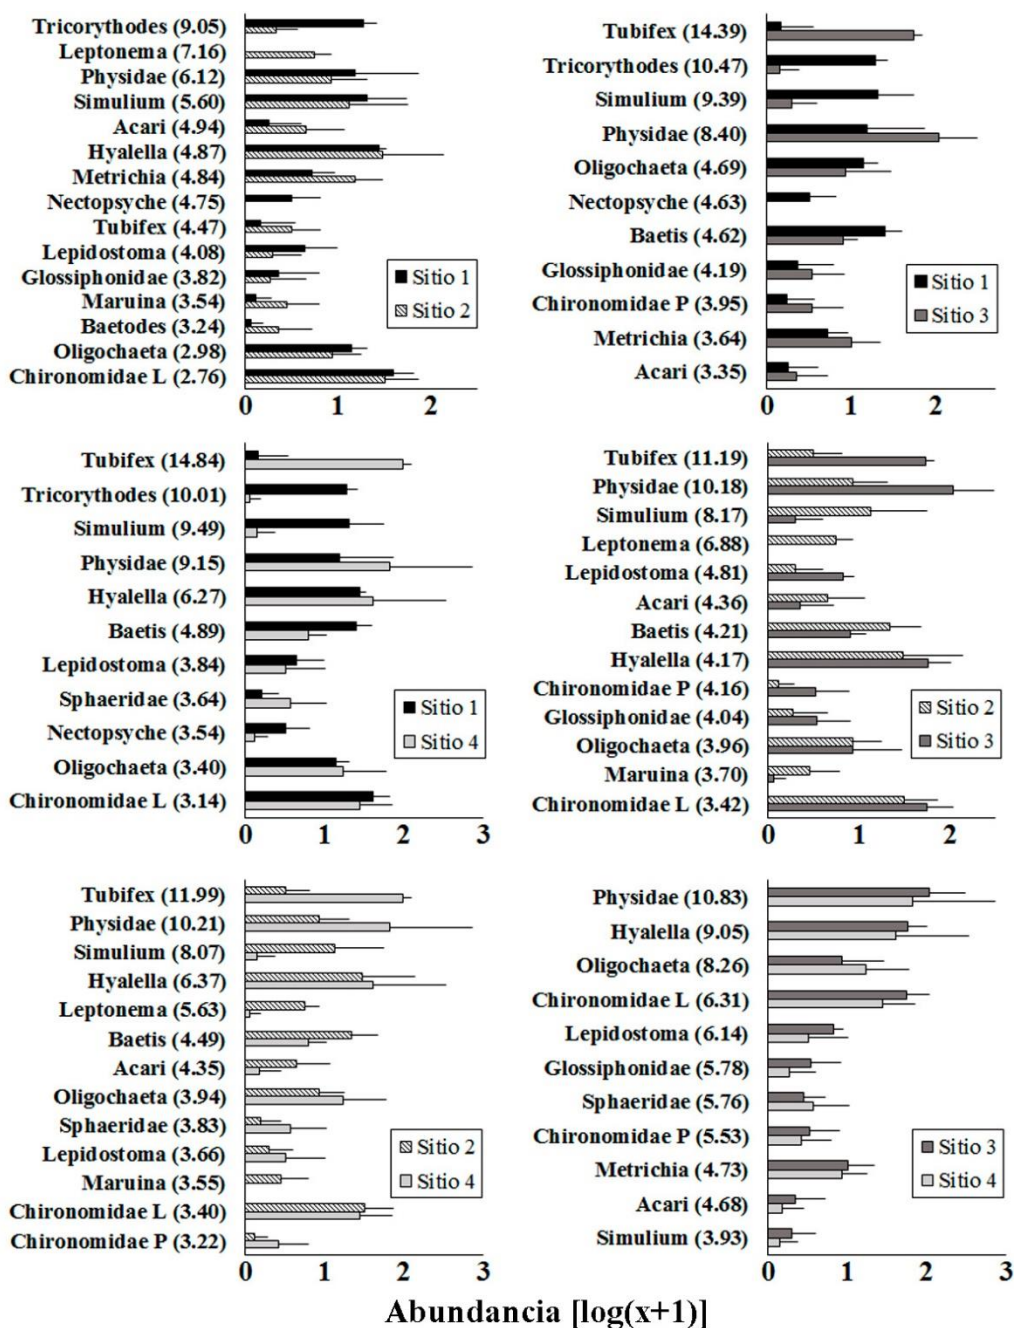 Tricorythodes (9.05)
Leptonema (7.16)
Physidae (6.12)
Simulium (5.60)
Acari (4.94)
Hyalella (4.87)
Metrichia (4.84)
Nectopsyche (4.75)
Tubifex (4.47)
Lepidostoma (4.08)
Glossiphonidae (3.82)
Maruina (3.54)
Baetodes (3.24)
Oligochaeta (2.98)
Chironomidae L (2.76)
Sitio 1
Sitio 2
0 1 2
Tubifex (14.39)
Tricorythodes (10.47)
Simulium (9.39)
Physidae (8.40)
Oligochaeta (4.69)
Nectopsyche (4.63)
Baetis (4.62)
Glossiphonidae (4.19)
Chironomidae P (3.95)
Metrichia (3.64)
Acari (3.35)
Sitio 1
Sitio 3
0 1 2
Tubifex (14.84)
Tricorythodes (10.01)
Simulium (9.49)
Physidae (9.15)
Hyalella (6.27)
Baetis (4.89)
Lepidostoma (3.84)
Sphaeridae (3.64)
Nectopsyche (3.54)
Oligochaeta (3.40)
Chironomidae L (3.14)
Sitio 1
Sitio 4
0 1 2 3
Tubifex (11.19)
Physidae (10.18)
Simulium (8.17)
Leptonema (6.88)
Lepidostoma (4.81)
Acari (4.36)
Baetis (4.21)
Hyalella (4.17)
Chironomidae P (4.16)
Glossiphonidae (4.04)
Oligochaeta (3.96)
Maruina (3.70)
Chironomidae L (3.42)
Sitio 2
Sitio 3
0 1 2
Tubifex (11.99)
Physidae (10.21)
Simulium (8.07)
Hyalella (6.37)
Leptonema (5.63)
Baetis (4.49)
Acari (4.35)
Oligochaeta (3.94)
Sphaeridae (3.83)
Lepidostoma (3.66)
Maruina (3.55)
Chironomidae L (3.40)
Chironomidae P (3.22)
Sitio 2
Sitio 4
0 1 2 3
Physidae (10.83)
Hyalella (9.05)
Oligochaeta (8.26)
Chironomidae L (6.31)
Lepidostoma (6.14)
Glossiphonidae (5.78)
Sphaeridae (5.76)
Chironomidae P (5.53)
Metrichia (4.73)
Acari (4.68)
Simulium (3.93)
Sitio 3
Sitio 4
0 1 2 3
Abundancia [log(x+1)]